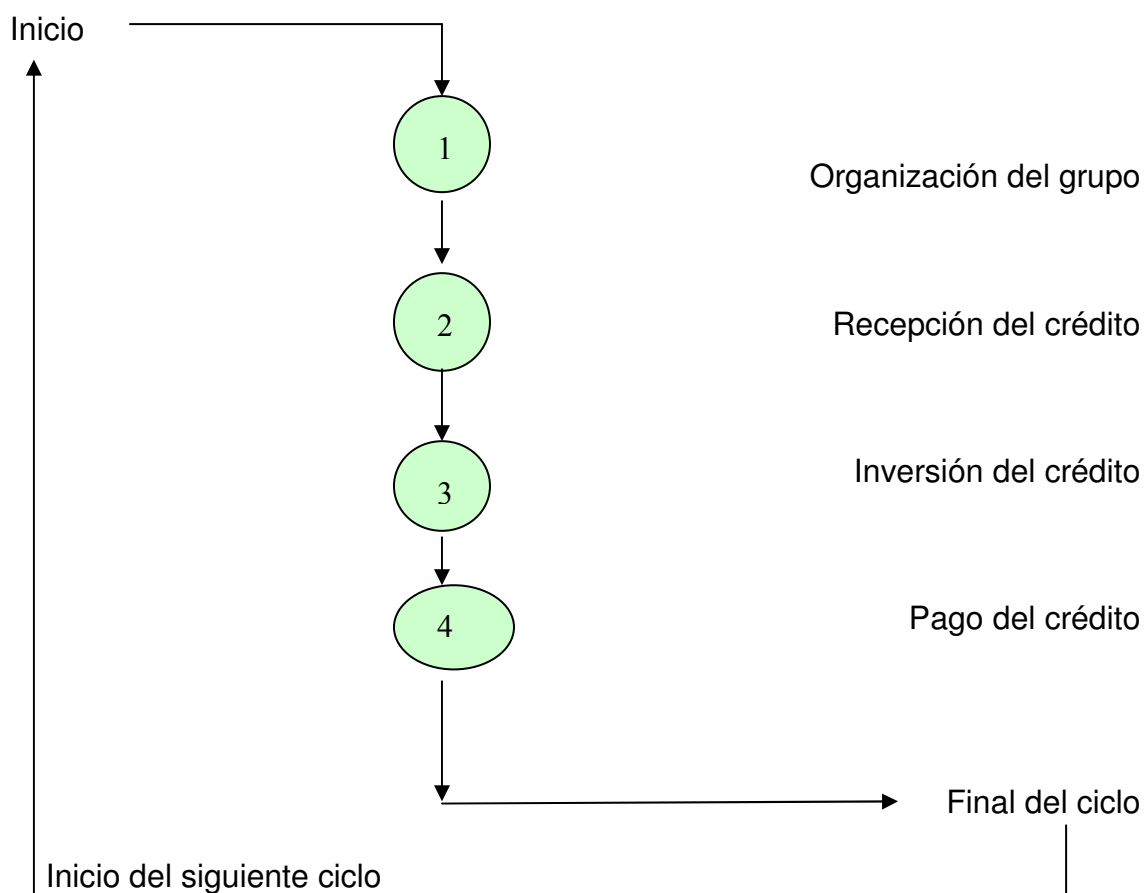 Inicio
1
Organización del grupo
2
Recepción del crédito
3
Inversión del crédito
4
Pago del crédito
Final del ciclo
Inicio del siguiente ciclo